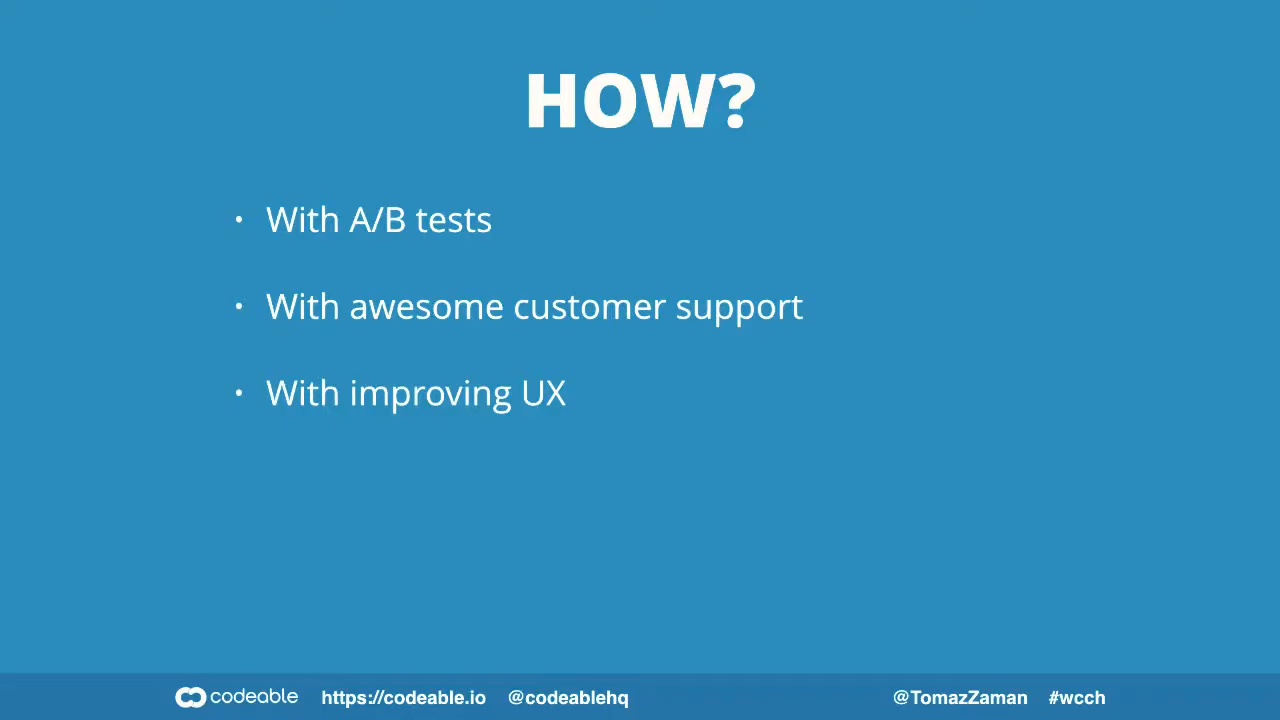 HOW?
• With A/B tests
• With awesome customer support
• With improving UX
codeable https://codeable.io @codeablehq @TomazZaman #wcch